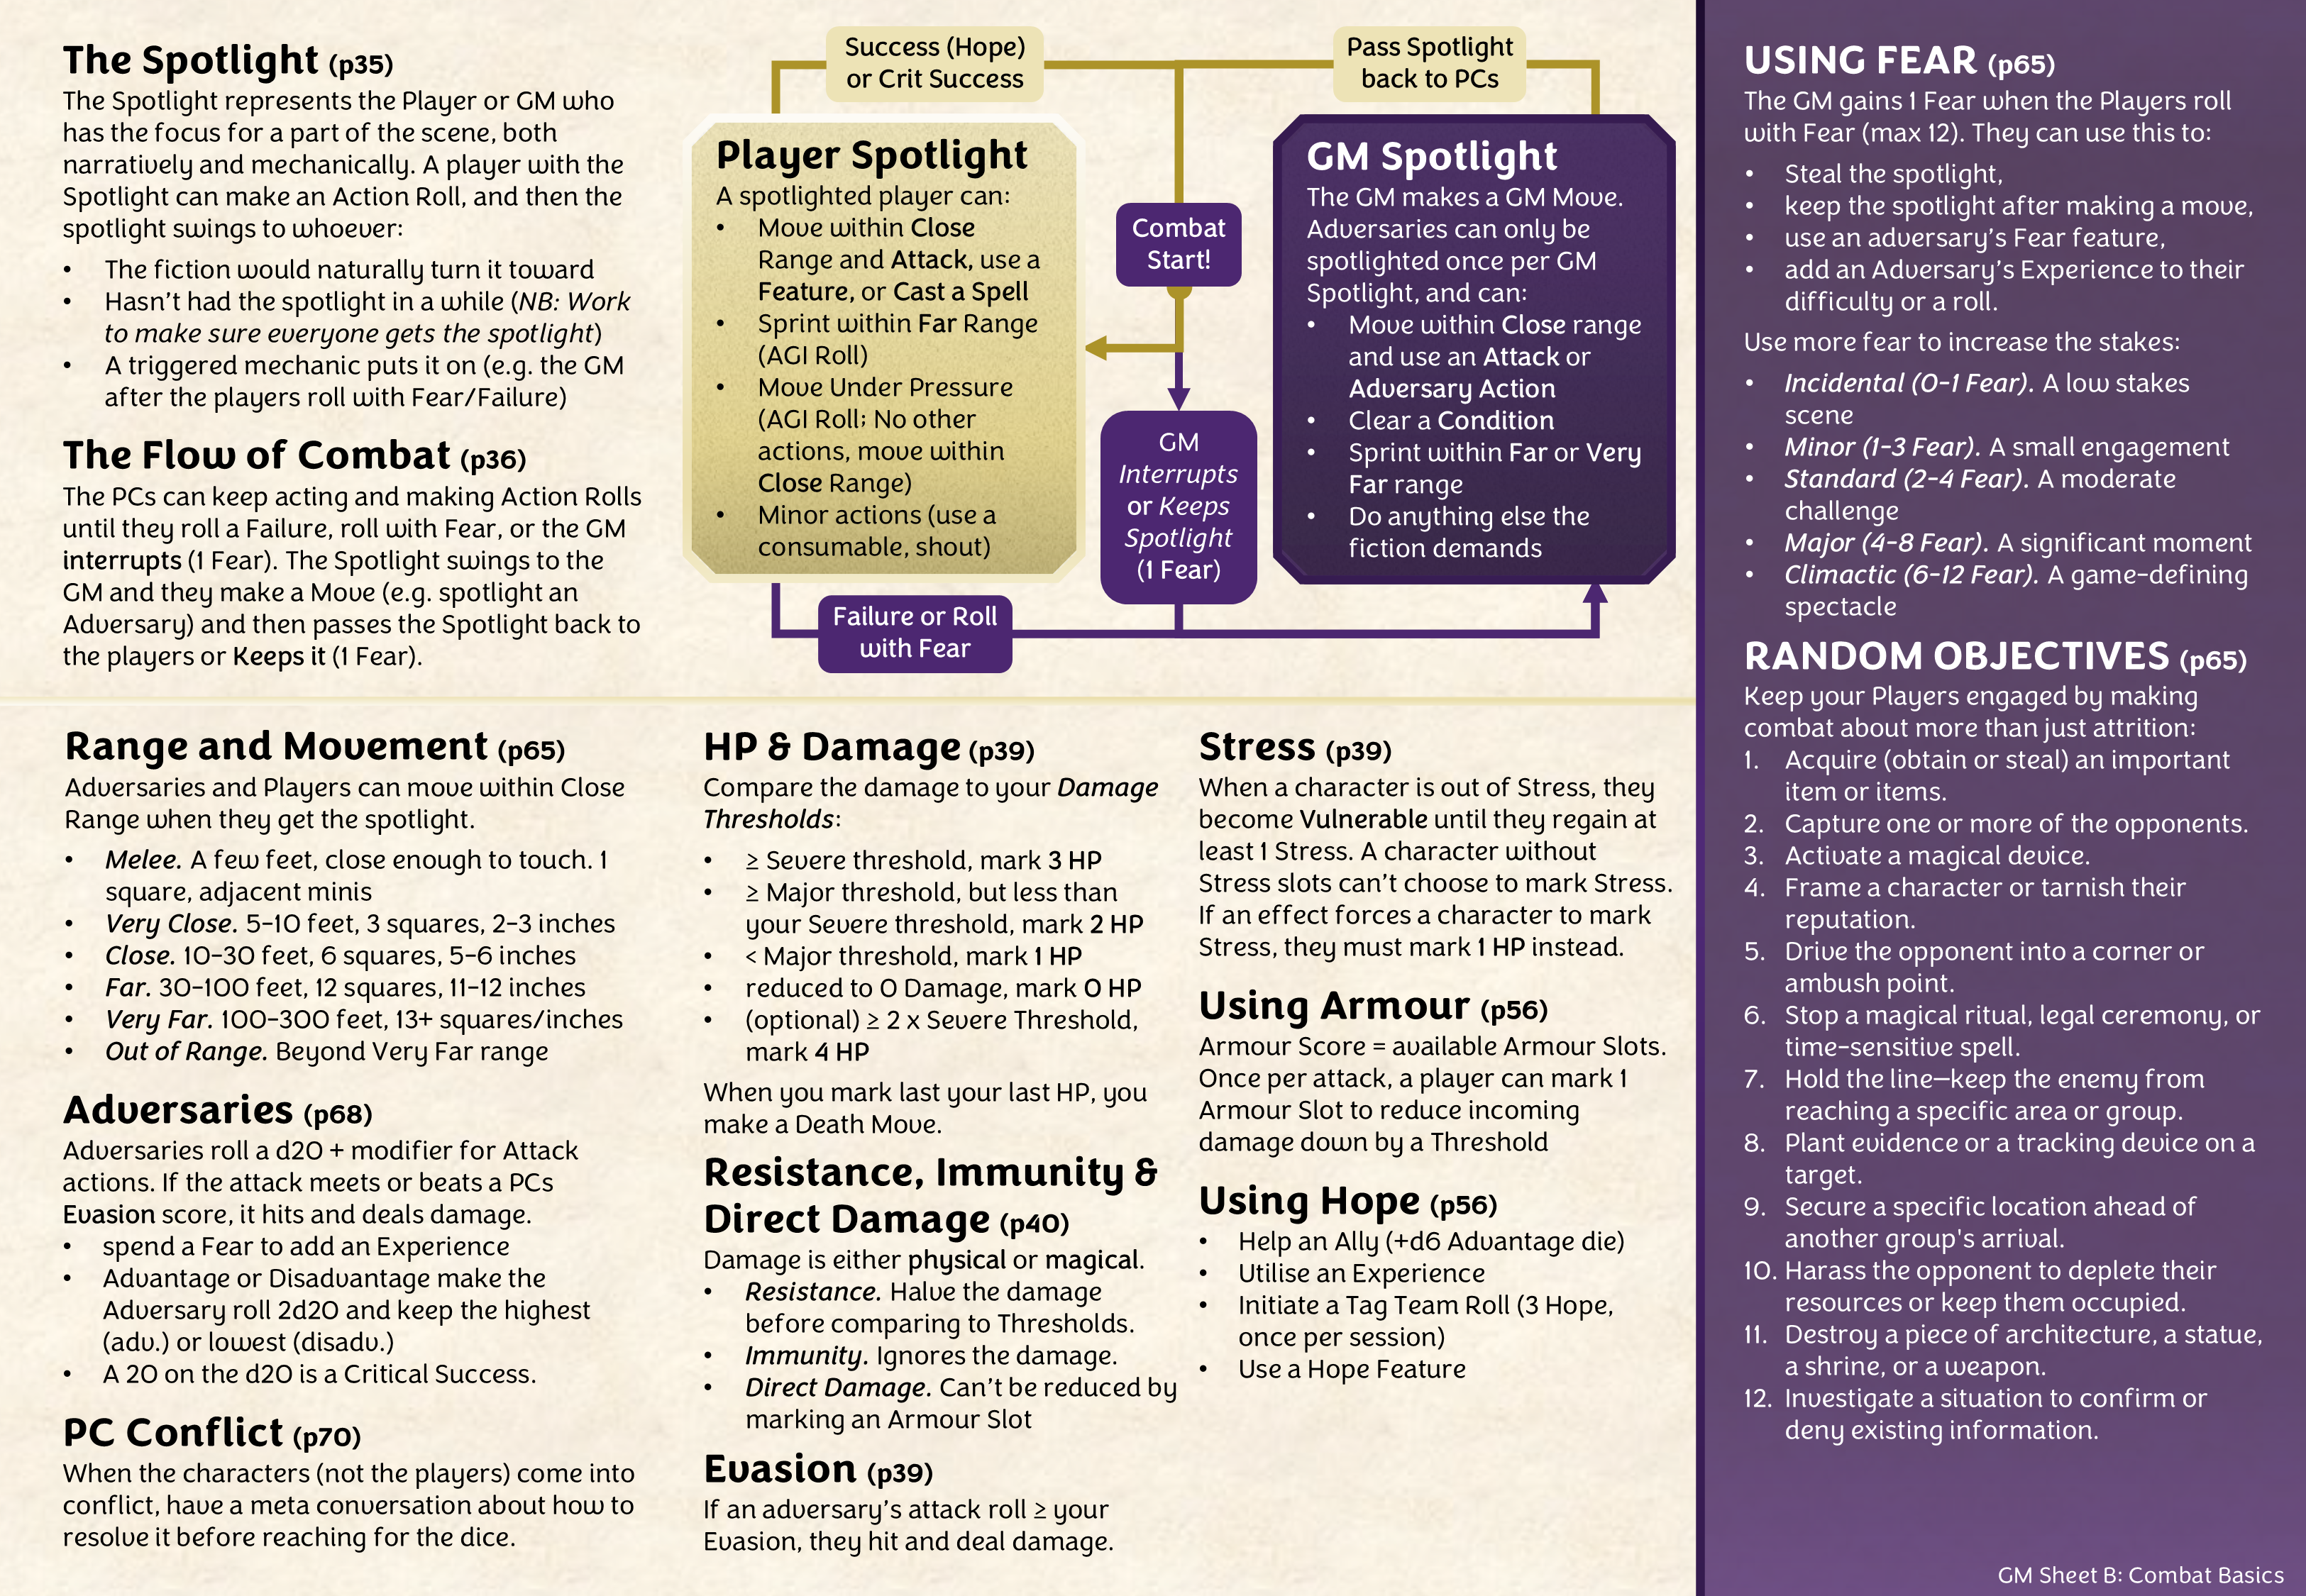 The Spotlight (p35)
The Spotlight represents the Player or GM who
has the focus for a part of the scene, both
narratively and mechanically. A player with the
Spotlight can make an Action Roll, and then the
spotlight swings to whoever:
• The fiction would naturally turn it toward
• Hasn't had the spotlight in a while (NB: Work
to make sure everyone gets the spotlight)
• A triggered mechanic puts it on (e.g. the GM
after the players roll with Fear/Failure)
The Flow of Combat (p36)
The PCs can keep acting and making Action Rolls
until they roll a Failure, roll with Fear, or the GM
interrupts (1 Fear). The Spotlight swings to the
GM and they make a Move (e.g. spotlight an
Adversary) and then passes the Spotlight back to
the players or Keeps it (1 Fear).
Success (Hope)
or Crit Success
Pass Spotlight
back to PCs
Player Spotlight
A spotlighted player can:
• Move within Close
Range and Attack, use a
Feature, or Cast a Spell
• Sprint within Far Range
(AGI Roll)
• Move Under Pressure
(AGI Roll; No other
actions, move within
Close Range)
• Minor actions (use a
consumable, shout)
Combat
Start!
GM
Interrupts
or Keeps
Spotlight
(1 Fear)
Failure or Roll
with Fear
GM Spotlight
The GM makes a GM Move.
Adversaries can only be
spotlighted once per GM
Spotlight, and can:
• Move within Close range
and use an Attack or
Adversary Action
• Clear a Condition
• Sprint within Far or Very
Far range
• Do anything else the
fiction demands
Range and Movement (p65)
Adversaries and Players can move within Close
Range when they get the spotlight.
• Melee. A few feet, close enough to touch. 1
square, adjacent minis
• Very Close. 5-10 feet, 3 squares, 2-3 inches
• Close. 10-30 feet, 6 squares, 5-6 inches
• Far. 30-100 feet, 12 squares, 11-12 inches
• Very Far. 100-300 feet, 13+ squares/inches
• Out of Range. Beyond Very Far range
Adversaries (p68)
Adversaries roll a d20 + modifier for Attack
actions. If the attack meets or beats a PCs
Evasion score, it hits and deals damage.
• spend a Fear to add an Experience
• Advantage or Disadvantage make the
Adversary roll 2d20 and keep the highest
(adv.) or lowest (disadv.)
• A 20 on the d20 is a Critical Success.
PC Conflict (p70)
When the characters (not the players) come into
conflict, have a meta conversation about how to
resolve it before reaching for the dice.
HP & Damage (p39)
Compare the damage to your Damage
Thresholds:
• ≥ Severe threshold, mark 3 HP
• ≥ Major threshold, but less than
your Severe threshold, mark 2 HP
• < Major threshold, mark 1 HP
• reduced to 0 Damage, mark 0 HP
• (optional) ≥ 2 x Severe Threshold,
mark 4 HP
When you mark last your last HP, you
make a Death Move.
Resistance, Immunity &
Direct Damage (p40)
Damage is either physical or magical.
• Resistance. Halve the damage
before comparing to Thresholds.
• Immunity. Ignores the damage.
• Direct Damage. Can't be reduced by
marking an Armour Slot
Evasion (p39)
If an adversary's attack roll ≥ your
Evasion, they hit and deal damage.
Stress (p39)
When a character is out of Stress, they
become Vulnerable until they regain at
least 1 Stress. A character without
Stress slots can't choose to mark Stress.
If an effect forces a character to mark
Stress, they must mark 1 HP instead.
Using Armour (p56)
Armour Score = available Armour Slots.
Once per attack, a player can mark 1
Armour Slot to reduce incoming
damage down by a Threshold
Using Hope (p56)
• Help an Ally (+d6 Advantage die)
• Utilise an Experience
• Initiate a Tag Team Roll (3 Hope,
once per session)
• Use a Hope Feature
USING FEAR (p65)
The GM gains 1 Fear when the Players roll
with Fear (max 12). They can use this to:
• Steal the spotlight,
• keep the spotlight after making a move,
• use an adversary's Fear feature,
• add an Adversary's Experience to their
difficulty or a roll.
Use more fear to increase the stakes:
• Incidental (0-1 Fear). A low stakes
scene
• Minor (1-3 Fear). A small engagement
• Standard (2-4 Fear). A moderate
challenge
• Major (4-8 Fear). A significant moment
• Climactic (6-12 Fear). A game-defining
spectacle
RANDOM OBJECTIVES (p65)
Keep your Players engaged by making
combat about more than just attrition:
1. Acquire (obtain or steal) an important
item or items.
2. Capture one or more of the opponents.
3. Activate a magical device.
4. Frame a character or tarnish their
reputation.
5. Drive the opponent into a corner or
ambush point.
6. Stop a magical ritual, legal ceremony, or
time-sensitive spell.
7. Hold the line—keep the enemy from
reaching a specific area or group.
8. Plant evidence or a tracking device on a
target.
9. Secure a specific location ahead of
another group's arrival.
10. Harass the opponent to deplete their
resources or keep them occupied.
11. Destroy a piece of architecture, a statue,
a shrine, or a weapon.
12. Investigate a situation to confirm or
deny existing information.
GM Sheet B: Combat Basics